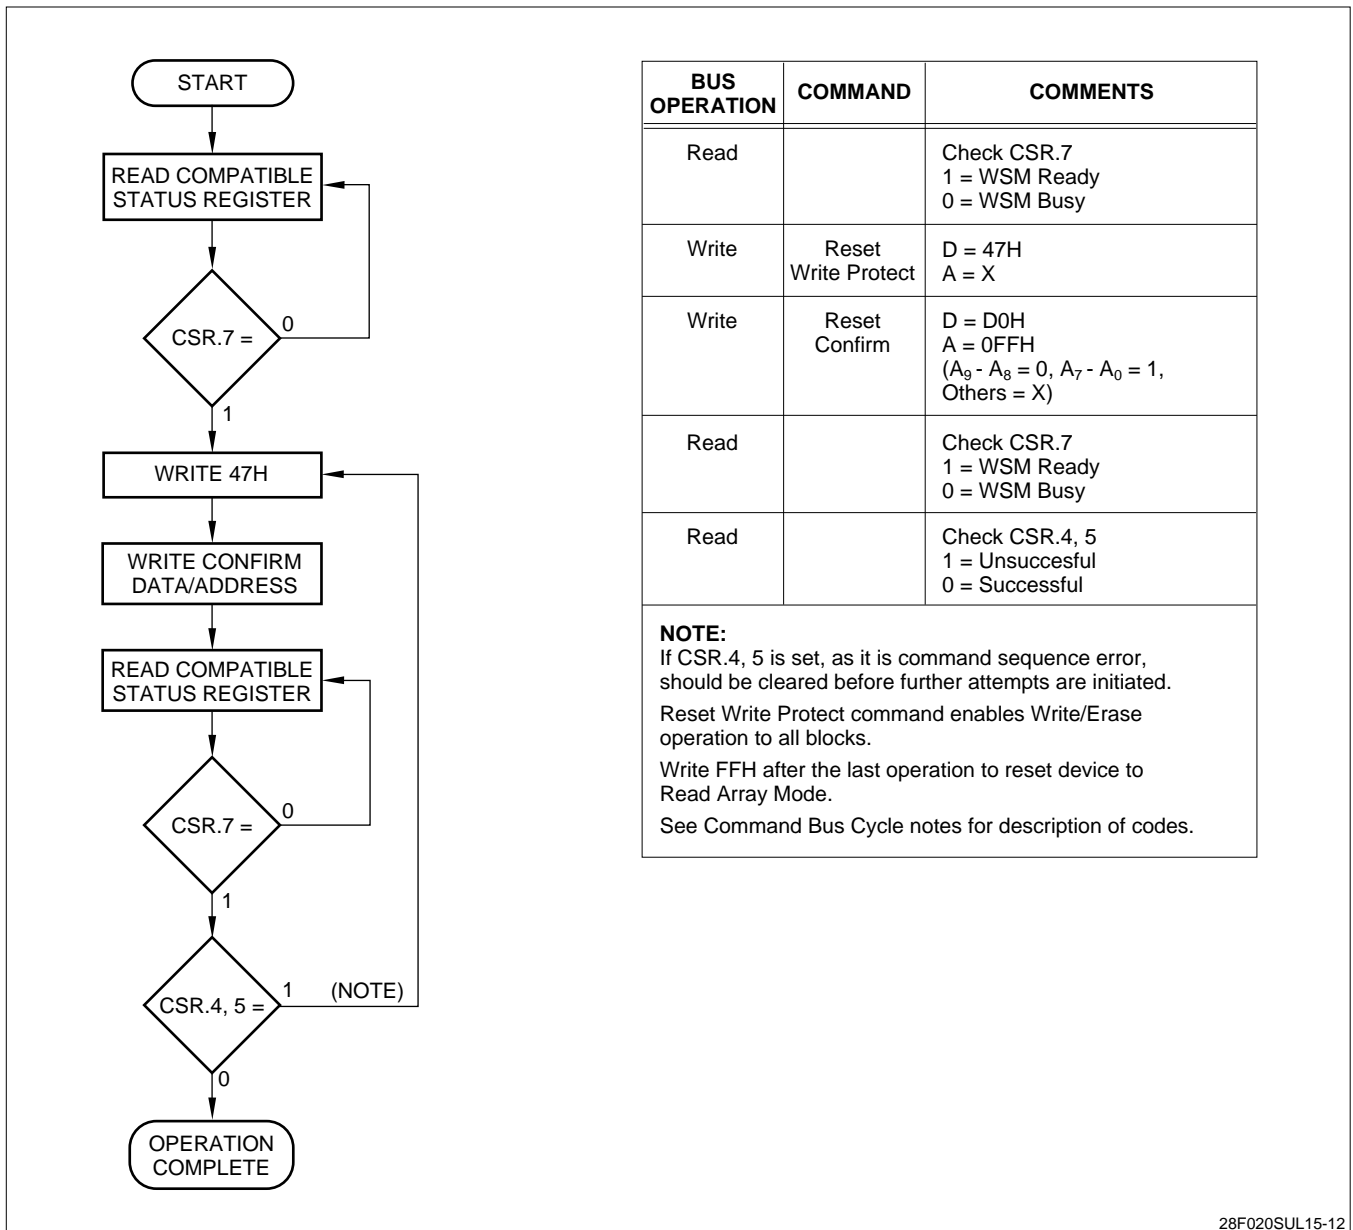 START
READ COMPATIBLE
STATUS REGISTER
CSR.7 =
0
1
WRITE 47H
WRITE CONFIRM
DATA/ADDRESS
READ COMPATIBLE
STATUS REGISTER
CSR.7 =
0
1
CSR.4, 5 =
1
(NOTE)
0
OPERATION
COMPLETE
BUS
OPERATION
COMMAND
COMMENTS
Read
Check CSR.7
1 = WSM Ready
0 = WSM Busy
Write
Reset
Write Protect
D = 47H
A = X
Write
Reset
Confirm
D = D0H
A = 0FFH
(A₉ - A₈ = 0, A₇ - A₀ = 1,
Others = X)
Read
Check CSR.7
1 = WSM Ready
0 = WSM Busy
Read
Check CSR.4, 5
1 = Unsuccesful
0 = Successful
NOTE:
If CSR.4, 5 is set, as it is command sequence error,
should be cleared before further attempts are initiated.
Reset Write Protect command enables Write/Erase
operation to all blocks.
Write FFH after the last operation to reset device to
Read Array Mode.
See Command Bus Cycle notes for description of codes.
28F020SUL15-12